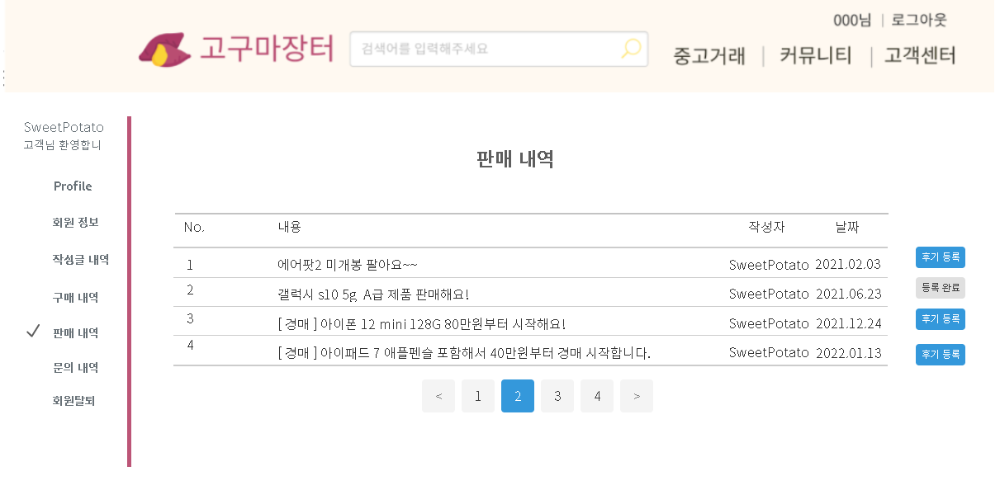 000님 | 로그아웃
고구마장터 검색어를 입력해주세요 중고거래 | 커뮤니티 | 고객센터
SweetPotato
고객님 환영합니
Profile
회원 정보
작성글 내역
구매 내역
판매 내역
문의 내역
회원탈퇴
판매 내역
No. 내용 작성자 날짜
1 에어팟2 미개봉 팔아요~~ SweetPotato 2021.02.03 후기 등록
2 갤럭시 s10 5g A급 제품 판매해요! SweetPotato 2021.06.23 등록 완료
3 [ 경매 ] 아이폰 12 mini 128G 80만원부터 시작해요! SweetPotato 2021.12.24 후기 등록
4 [ 경매 ] 아이패드 7 애플펜슬 포함해서 40만원부터 경매 시작합니다. SweetPotato 2022.01.13 후기 등록
< 1 2 3 4 >